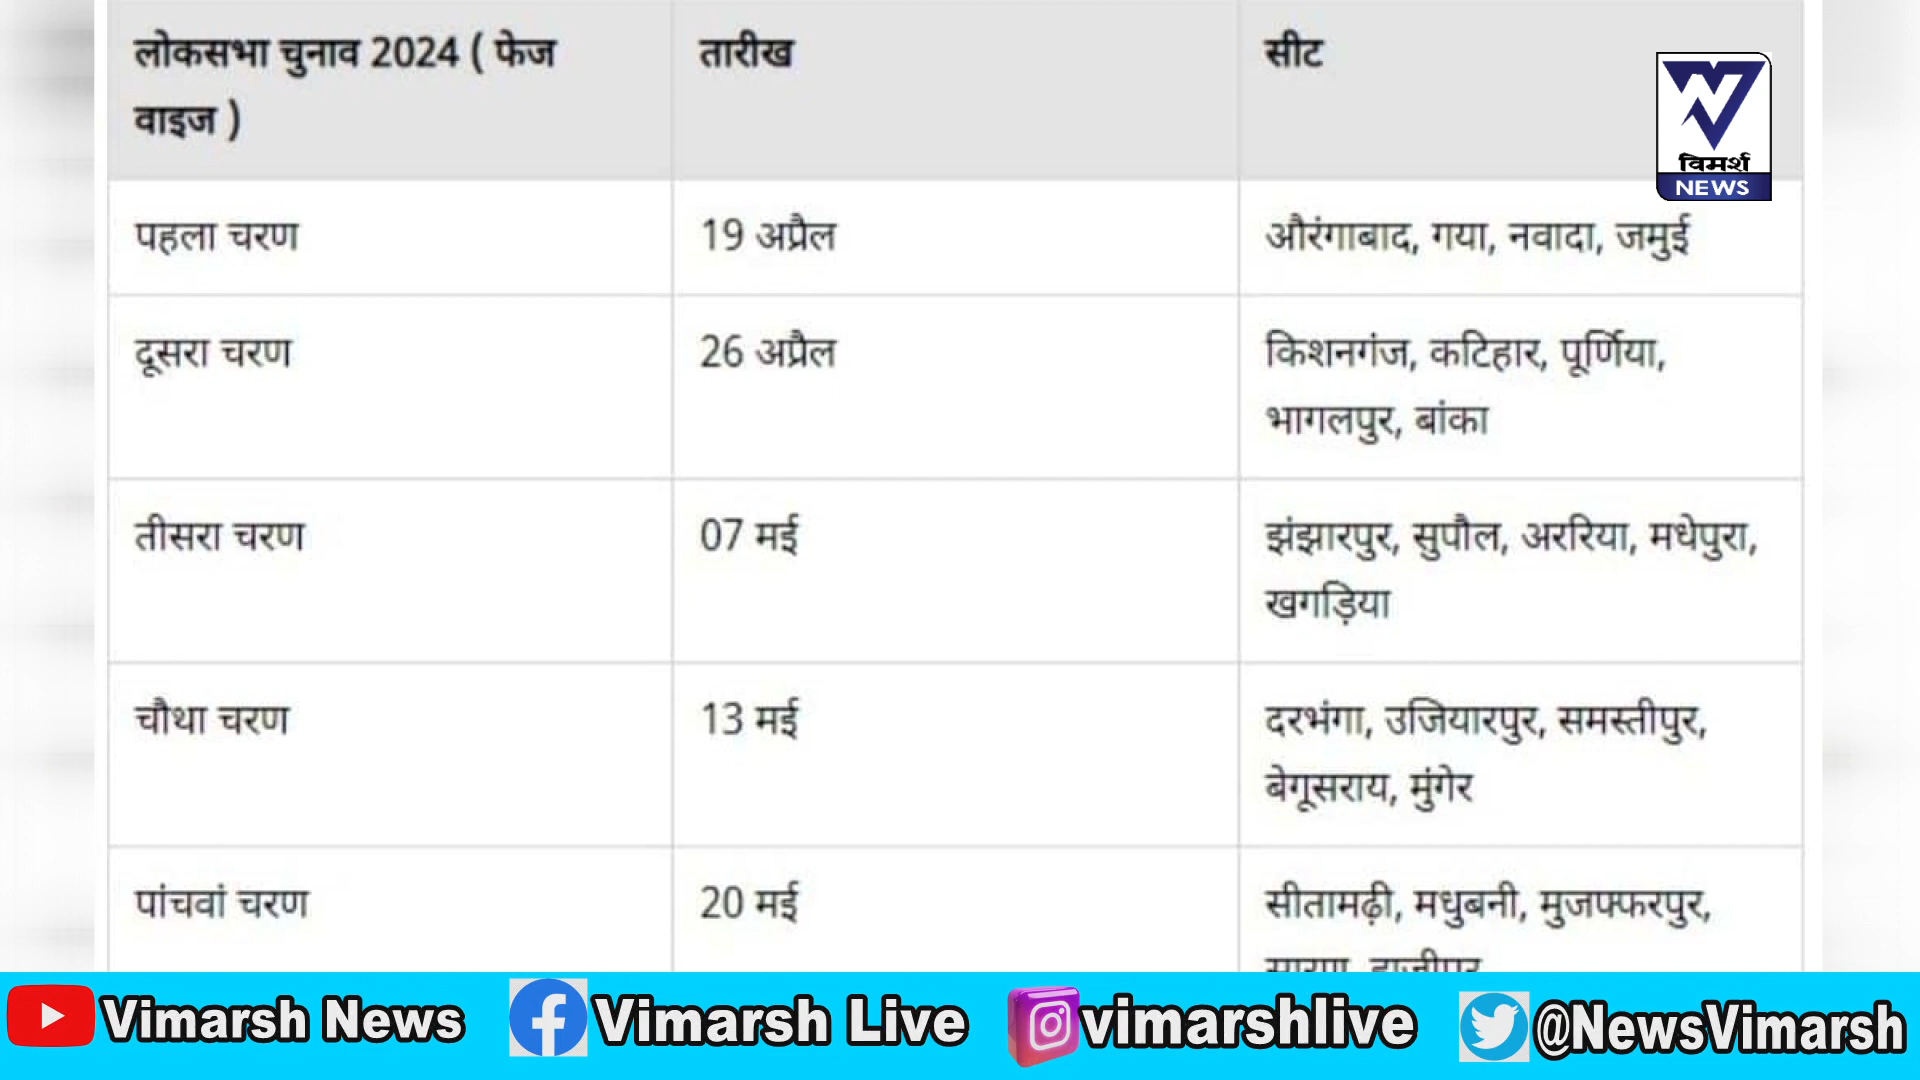 लोकसभा चुनाव 2024 ( फेज
वाइज )
तारीख
सीट
विमर्श
NEWS
पहला चरण
19 अप्रैल
औरंगाबाद, गया, नवादा, जमुई
दूसरा चरण
26 अप्रैल
किशनगंज, कटिहार, पूर्णिया,
भागलपुर, बांका
तीसरा चरण
07 मई
झंझारपुर, सुपौल, अररिया, मधेपुरा,
खगड़िया
चौथा चरण
13 मई
दरभंगा, उजियारपुर, समस्तीपुर,
बेगूसराय, मुंगेर
पांचवां चरण
20 मई
सीतामढ़ी, मधुबनी, मुजफ्फरपुर,
Vimarsh News
Vimarsh Live
vimarshlive
@NewsVimarsh